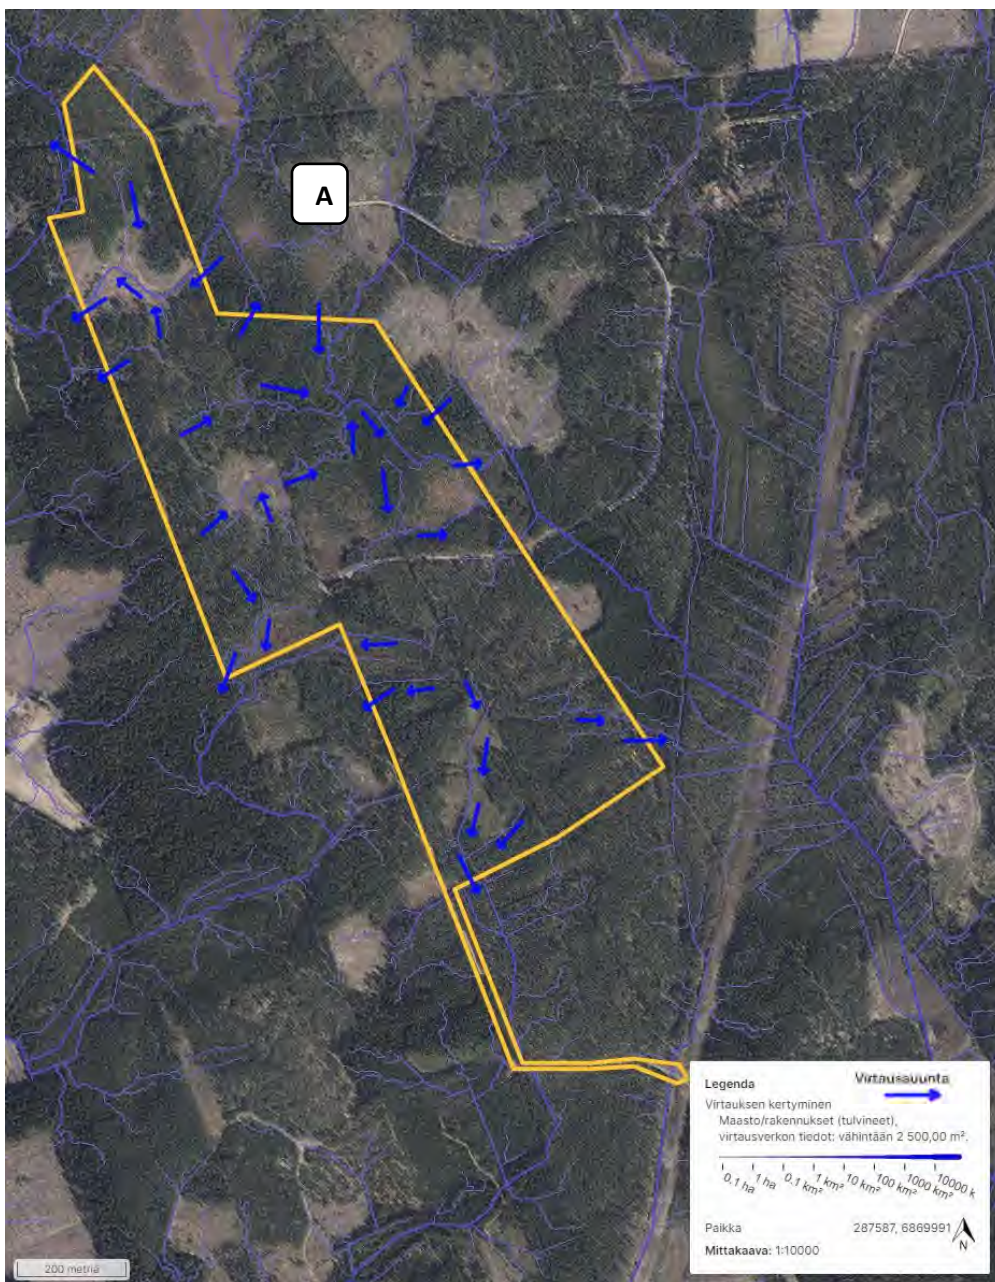 A
Legenda
Virtaussuunta
Virtauksen kertyminen
Maasto/rakennukset (tulvineet),
virtausverkon tiedot: vähintään 2 500,00 m².
0,1 ha 1 ha 0,1 km² 1 km² 10 km² 100 km² 1000 km² 10000 k
Paikka 287587, 6869991
Mittakaava: 1:10000
N
200 metriä